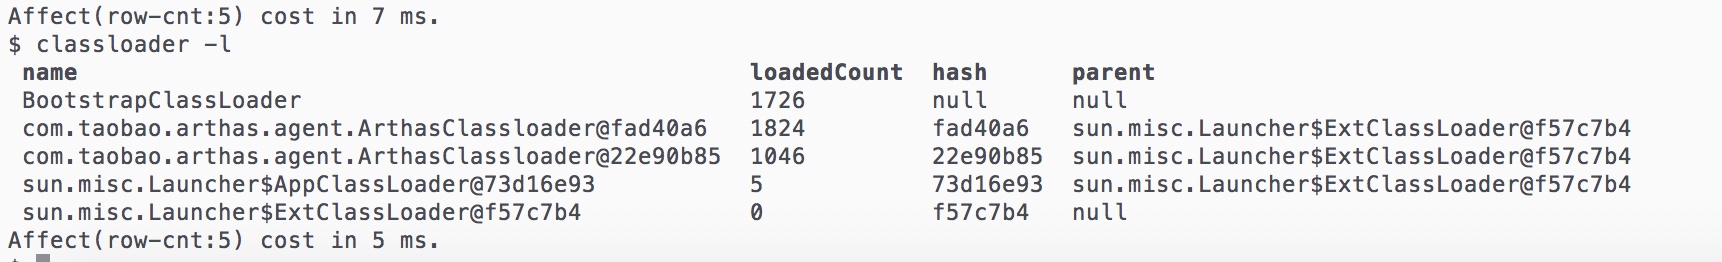 Affect(row-cnt:5) cost in 7 ms.
$ classloader -l
name loadedCount hash parent
BootstrapClassLoader 1726 null null
com.taobao.arthas.agent.ArthasClassloader@fad40a6 1824 fad40a6 sun.misc.Launcher$ExtClassLoader@f57c7b4
com.taobao.arthas.agent.ArthasClassloader@22e90b85 1046 22e90b85 sun.misc.Launcher$ExtClassLoader@f57c7b4
sun.misc.Launcher$AppClassLoader@73d16e93 5 73d16e93 sun.misc.Launcher$ExtClassLoader@f57c7b4
sun.misc.Launcher$ExtClassLoader@f57c7b4 0 f57c7b4 null
Affect(row-cnt:5) cost in 5 ms.